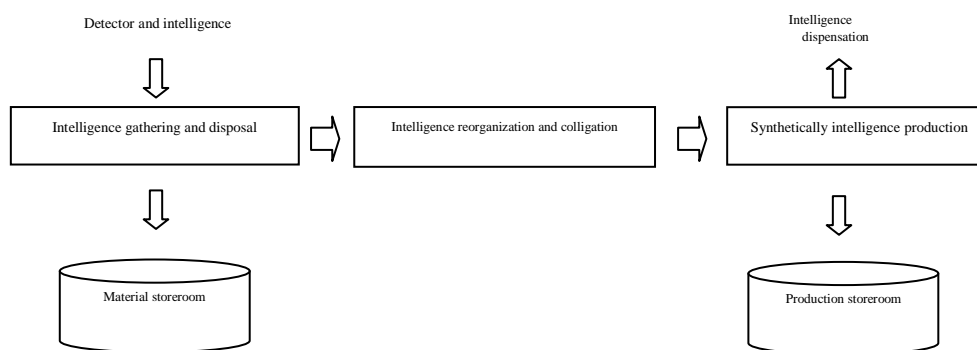 Detector and intelligence
Intelligence
dispensation
Intelligence gathering and disposal
Intelligence reorganization and colligation
Synthetically intelligence production
Material storeroom
Production storeroom